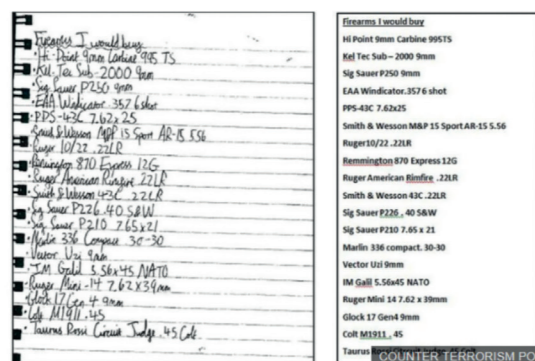 Firearms I would buy
· Hi-Point 9mm Carbine 995 TS
· Kel Tec Sub-2000 9mm
· Sig Sauer P250 9mm
· EAA Windicator .357 6 shot
· PPS-43C 7.62x25
· Smith & Wesson M&P 15 Sport AR-15 5.56
· Ruger 10/22 .22LR
· Remmington 870 Express 12G
· Ruger American Rimfire .22LR
· Smith & Wesson 43C .22LR
· Sig Sauer P226 .40 S&W
· Sig Sauer P210 7.65x21
· Marlin 336 Compact 30-30
· Vector Uzi 9mm
· IM Galil 5.56x45 NATO
· Ruger Mini-14 7.62x39mm
· Glock 17 Gen 4 9mm
· Colt M1911 .45
· Taurus Rossi Circuit Judge .45 Colt
Firearms I would buy
Hi Point 9mm Carbine 995TS
Kel Tec Sub – 2000 9mm
Sig Sauer P250 9mm
EAA Windicator.357 6 shot
PPS-43C 7.62x25
Smith & Wesson M&P 15 Sport AR-15 5.56
Ruger10/22 .22LR
Remmington 870 Express 12G
Ruger American Rimfire .22LR
Smith & Wesson 43C .22LR
Sig Sauer P226 . 40 S&W
Sig Sauer P210 7.65 x 21
Marlin 336 compact. 30-30
Vector Uzi 9mm
IM Galil 5.56x45 NATO
Ruger Mini 14 7.62 x 39mm
Glock 17 Gen4 9mm
Colt M1911 . 45
Taurus
COUNTER TERRORISM PO